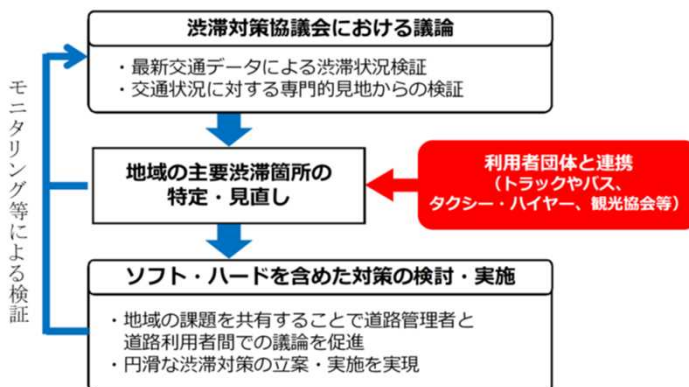 渋滞対策協議会における議論
・最新交通データによる渋滞状況検証
・交通状況に対する専門的見地からの検証
モニタリング等による検証
地域の主要渋滞箇所の
特定・見直し
利用者団体と連携
（トラックやバス、
タクシー・ハイヤー、観光協会等）
ソフト・ハードを含めた対策の検討・実施
・地域の課題を共有することで道路管理者と
道路利用者間での議論を促進
・円滑な渋滞対策の立案・実施を実現